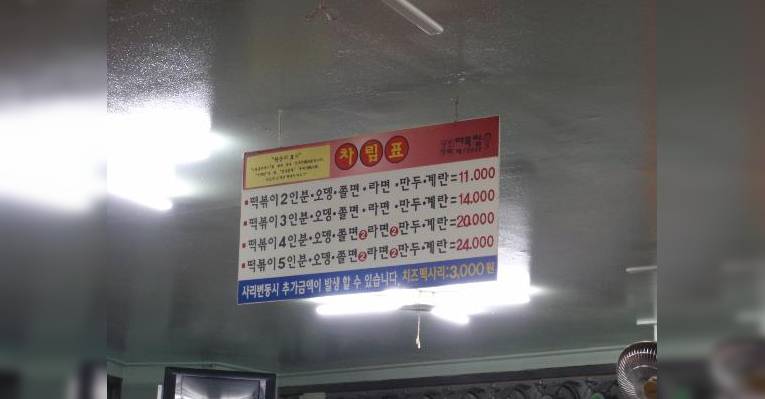 차림표
떡볶이2인분·오뎅·쫄면·라면·만두·계란=11.000
떡볶이3인분·오뎅·쫄면·라면·만두·계란=14.000
떡볶이4인분·오뎅·쫄면②라면②만두·계란=20.000
떡볶이5인분·오뎅·쫄면②라면②만두·계란=24.000
사리변동시 추가금액이 발생 할 수 있습니다. 치즈떡사리:3,000원